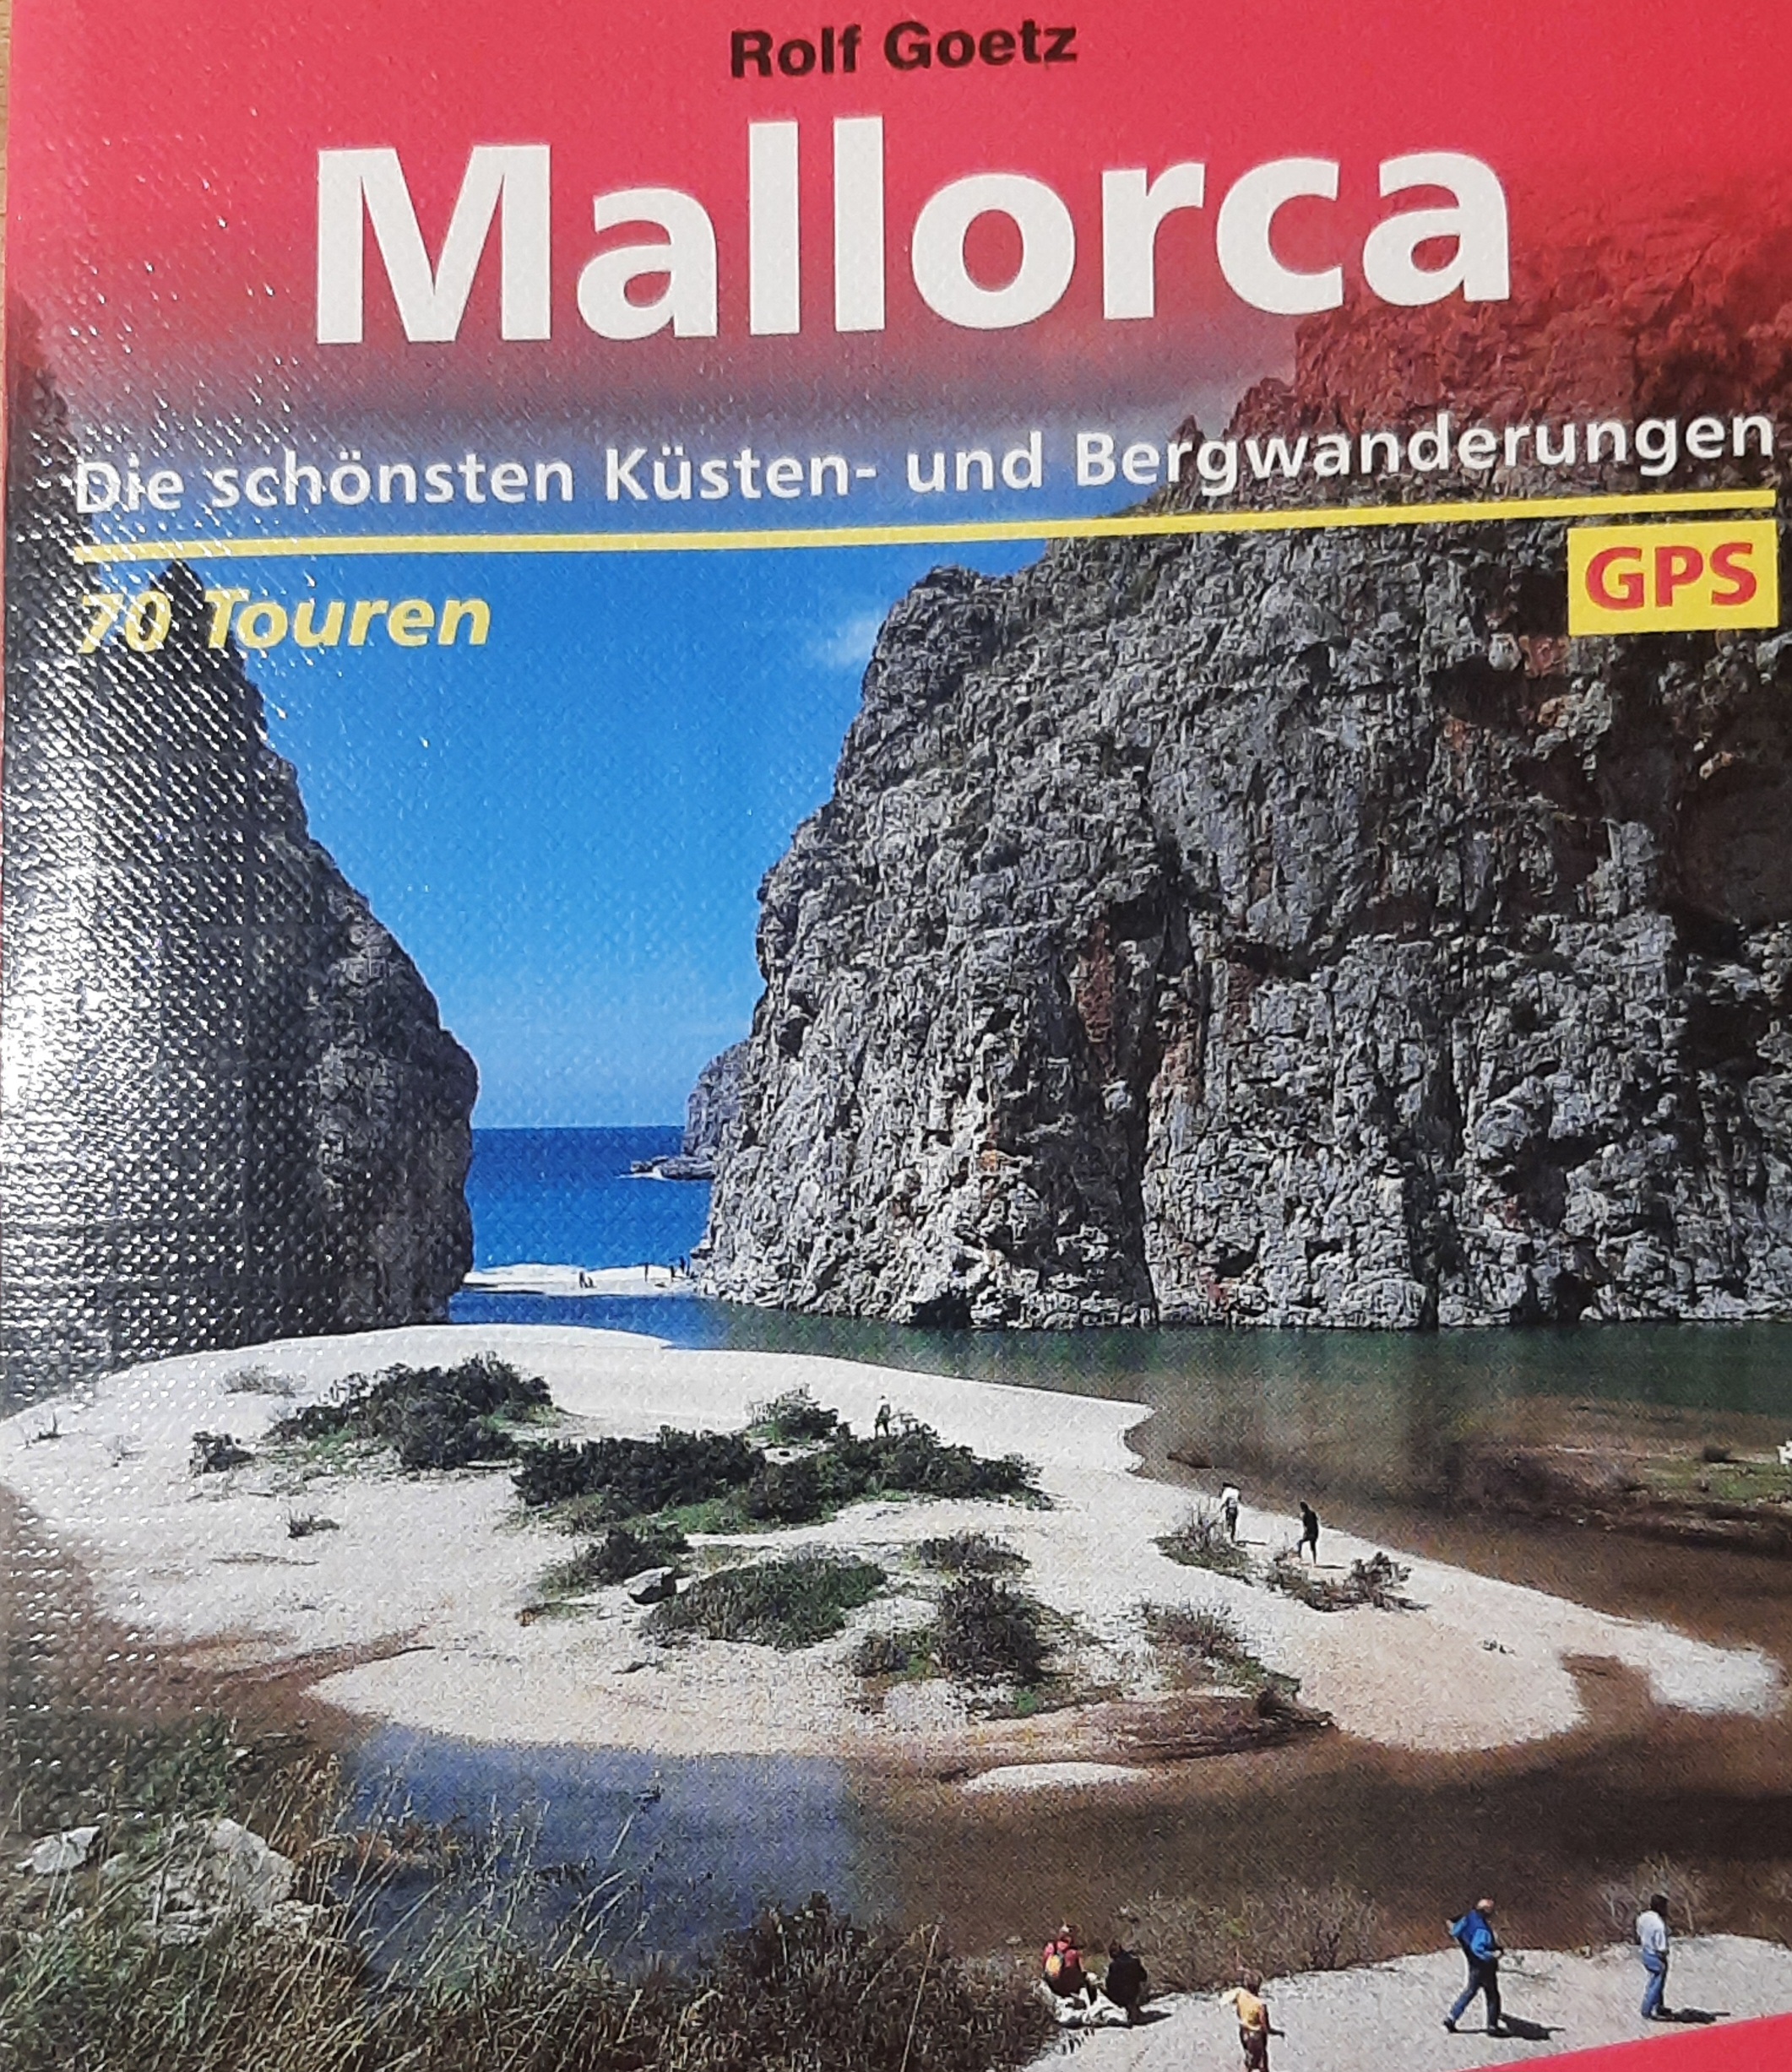 Rolf Goetz
Mallorca
Die schönsten Küsten- und Bergwanderungen
70 Touren
GPS